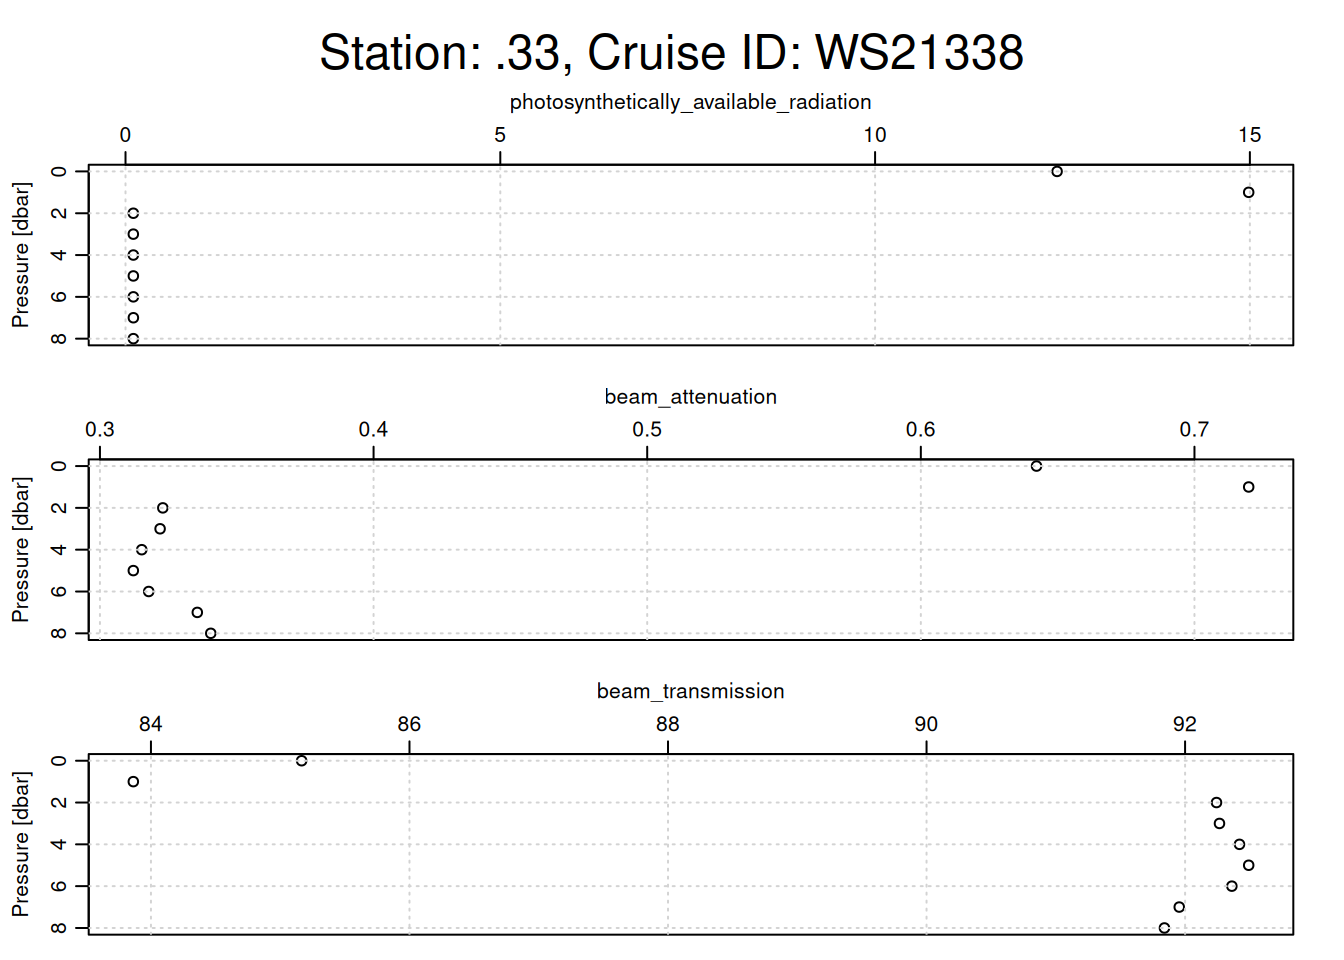 Station: .33, Cruise ID: WS21338
photosynthetically_available_radiation
0 5 10 15
Pressure [dbar]
0
2
4
6
8
beam_attenuation
0.3 0.4 0.5 0.6 0.7
Pressure [dbar]
0
2
4
6
8
beam_transmission
84 86 88 90 92
Pressure [dbar]
0
2
4
6
8